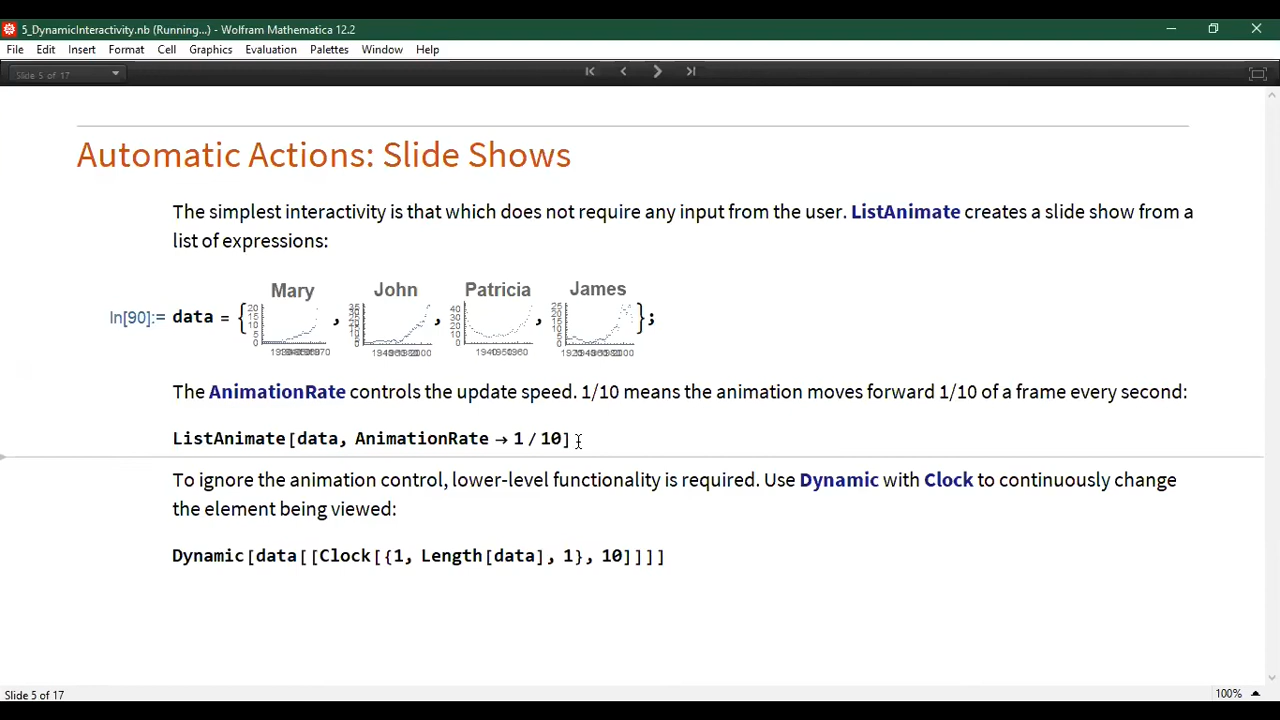 5_DynamicInteractivity.nb (Running...) - Wolfram Mathematica 12.2
File Edit Insert Format Cell Graphics Evaluation Palettes Window Help
Slide 5 of 17
Automatic Actions: Slide Shows
The simplest interactivity is that which does not require any input from the user. ListAnimate creates a slide show from a
list of expressions:
Mary John Patricia James
In[90]:= data = { , , , };
The AnimationRate controls the update speed. 1/10 means the animation moves forward 1/10 of a frame every second:
ListAnimate[data, AnimationRate → 1 / 10]
To ignore the animation control, lower-level functionality is required. Use Dynamic with Clock to continuously change
the element being viewed:
Dynamic[data[[Clock[{1, Length[data], 1}, 10]]]]
Slide 5 of 17
100%